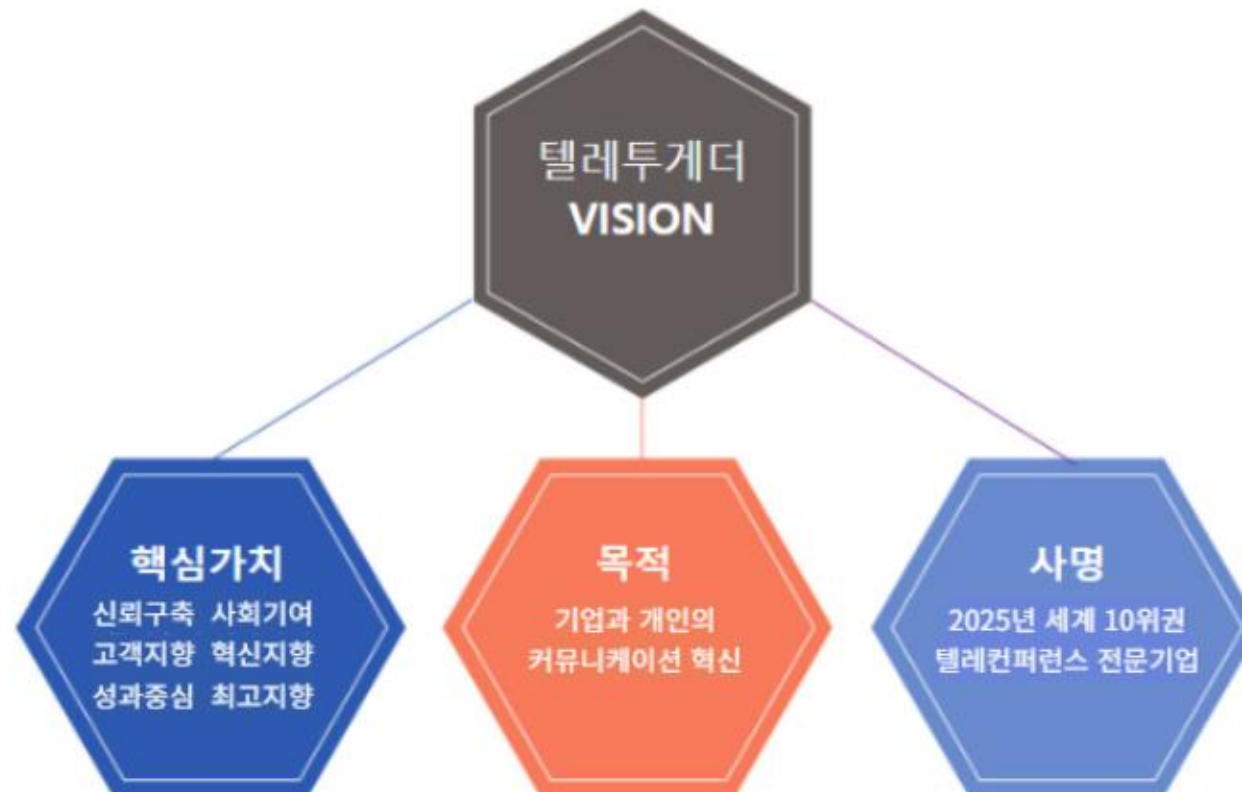 텔레투게더
VISION
핵심가치
신뢰구축 사회기여
고객지향 혁신지향
성과중심 최고지향
목적
기업과 개인의
커뮤니케이션 혁신
사명
2025년 세계 10위권
텔레컨퍼런스 전문기업